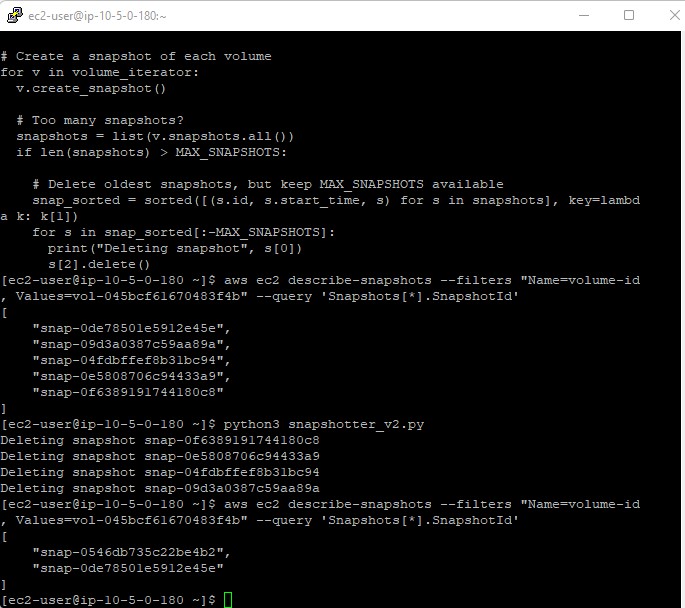 ec2-user@ip-10-5-0-180:~
# Create a snapshot of each volume
for v in volume_iterator:
  v.create_snapshot()

  # Too many snapshots?
  snapshots = list(v.snapshots.all())
  if len(snapshots) > MAX_SNAPSHOTS:

    # Delete oldest snapshots, but keep MAX_SNAPSHOTS available
    snap_sorted = sorted([(s.id, s.start_time, s) for s in snapshots], key=lambd
a k: k[1])
    for s in snap_sorted[:-MAX_SNAPSHOTS]:
      print("Deleting snapshot", s[0])
      s[2].delete()
[ec2-user@ip-10-5-0-180 ~]$ aws ec2 describe-snapshots --filters "Name=volume-id
, Values=vol-045bcf61670483f4b" --query 'Snapshots[*].SnapshotId'
[
    "snap-0de78501e5912e45e",
    "snap-09d3a0387c59aa89a",
    "snap-04fdbffef8b31bc94",
    "snap-0e5808706c94433a9",
    "snap-0f6389191744180c8"
]
[ec2-user@ip-10-5-0-180 ~]$ python3 snapshotter_v2.py
Deleting snapshot snap-0f6389191744180c8
Deleting snapshot snap-0e5808706c94433a9
Deleting snapshot snap-04fdbffef8b31bc94
Deleting snapshot snap-09d3a0387c59aa89a
[ec2-user@ip-10-5-0-180 ~]$ aws ec2 describe-snapshots --filters "Name=volume-id
, Values=vol-045bcf61670483f4b" --query 'Snapshots[*].SnapshotId'
[
    "snap-0546db735c22be4b2",
    "snap-0de78501e5912e45e"
]
[ec2-user@ip-10-5-0-180 ~]$